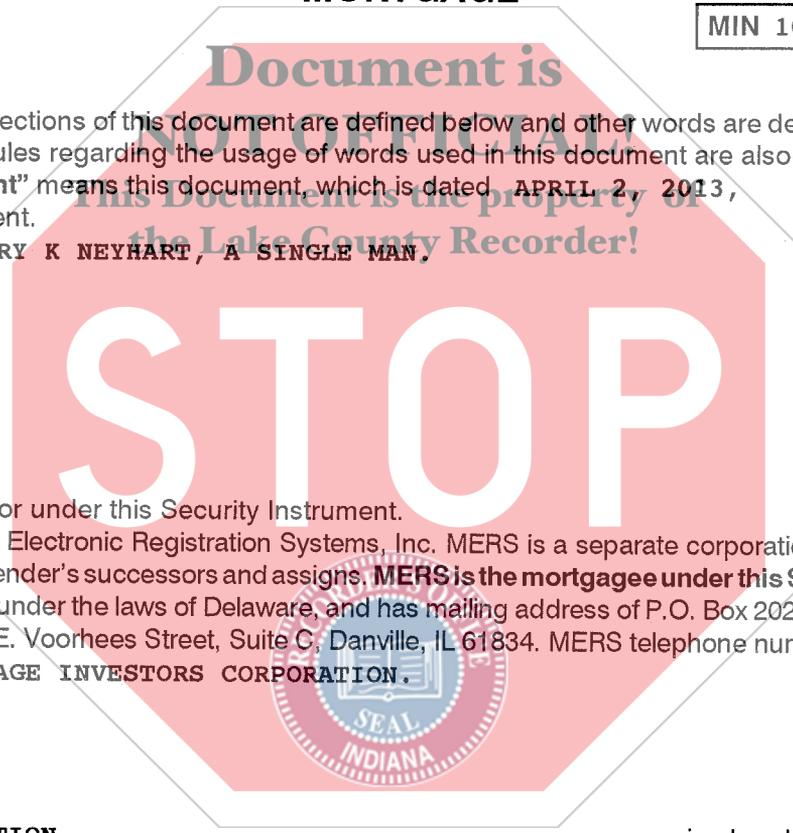 MORTGAGE
MIN 10
Document is
ections of this document are defined below and other words are de
NOT OFFICIAL!
ules regarding the usage of words used in this document are also
nt” means this document, which is dated APRIL 2, 2013,
This Document is the property of
ent.
the Lake County Recorder!
RY K NEYHART, A SINGLE MAN.
STOP
or under this Security Instrument.
Electronic Registration Systems, Inc. MERS is a separate corporati
ender's successors and assigns. MERS is the mortgagee under this S
under the laws of Delaware, and has mailing address of P.O. Box 202
E. Voorhees Street, Suite C, Danville, IL 61834. MERS telephone nun
AGE INVESTORS CORPORATION.
RECORDER'S OFFICE
SEAL
INDIANA
TION